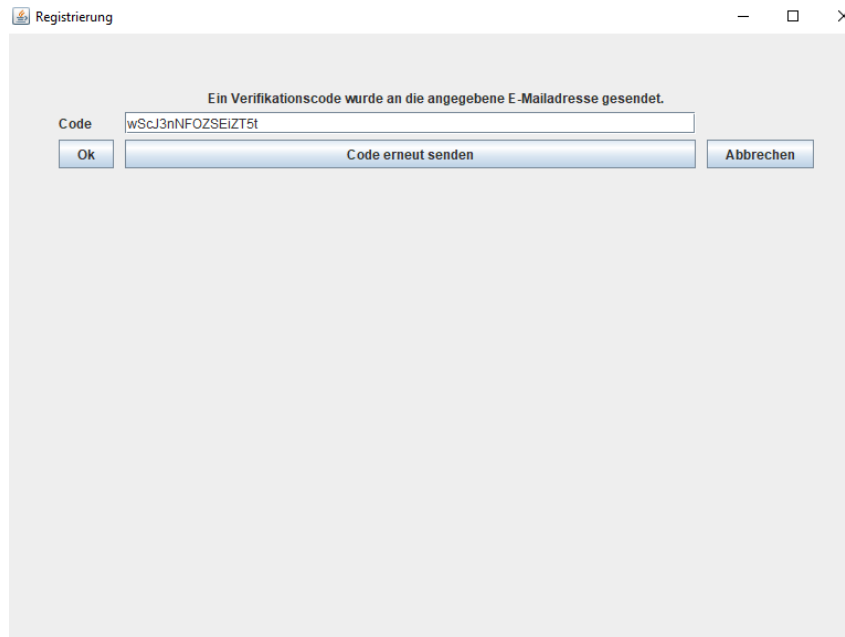 Registrierung
Ein Verifikationscode wurde an die angegebene E-Mailadresse gesendet.
Code wScJ3nNFOZSEiZT5t
Ok Code erneut senden Abbrechen